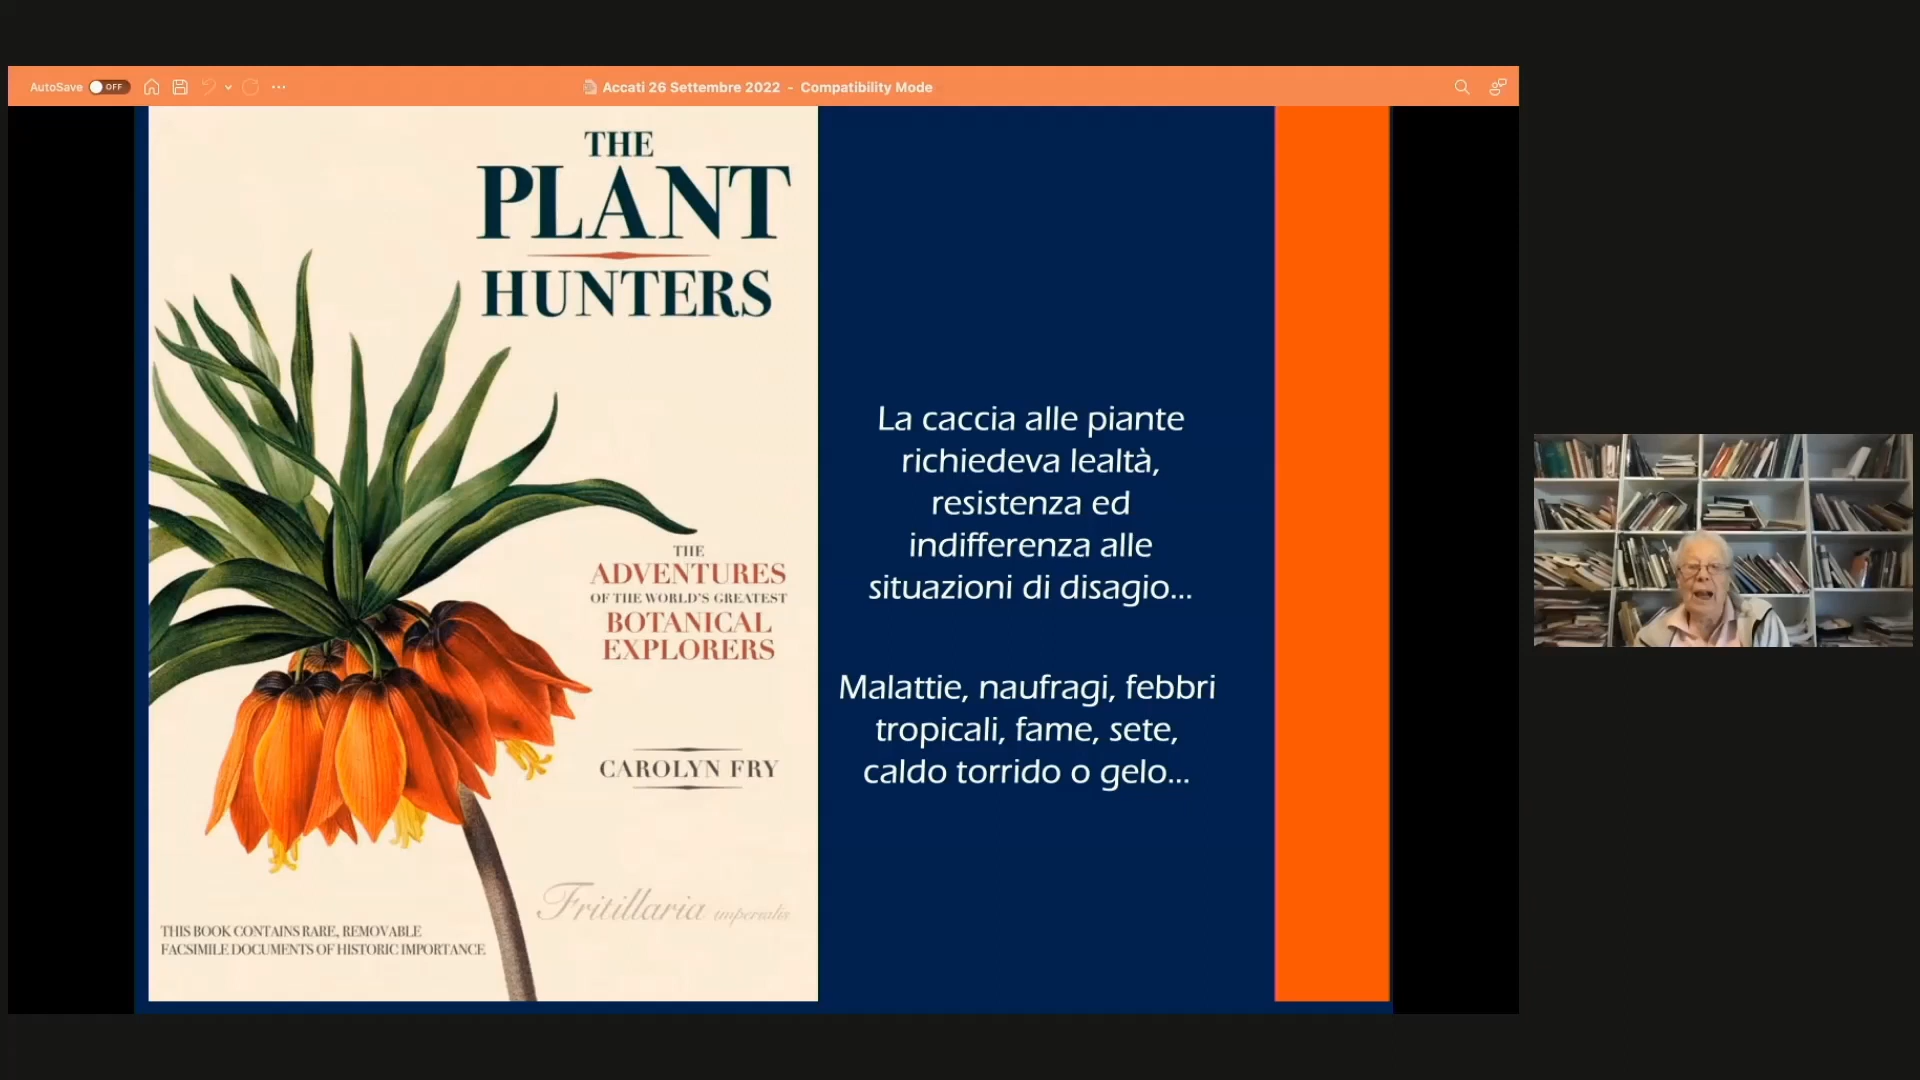 AutoSave OFF
Accati 26 Settembre 2022 - Compatibility Mode
THE
PLANT
HUNTERS
THE
ADVENTURES
OF THE WORLD'S GREATEST
BOTANICAL
EXPLORERS
CAROLYN FRY
Fritillaria imperialis
THIS BOOK CONTAINS RARE, REMOVABLE
FACSIMILE DOCUMENTS OF HISTORIC IMPORTANCE
La caccia alle piante
richiedeva lealtà,
resistenza ed
indifferenza alle
situazioni di disagio...
Malattie, naufragi, febbri
tropicali, fame, sete,
caldo torrido o gelo...